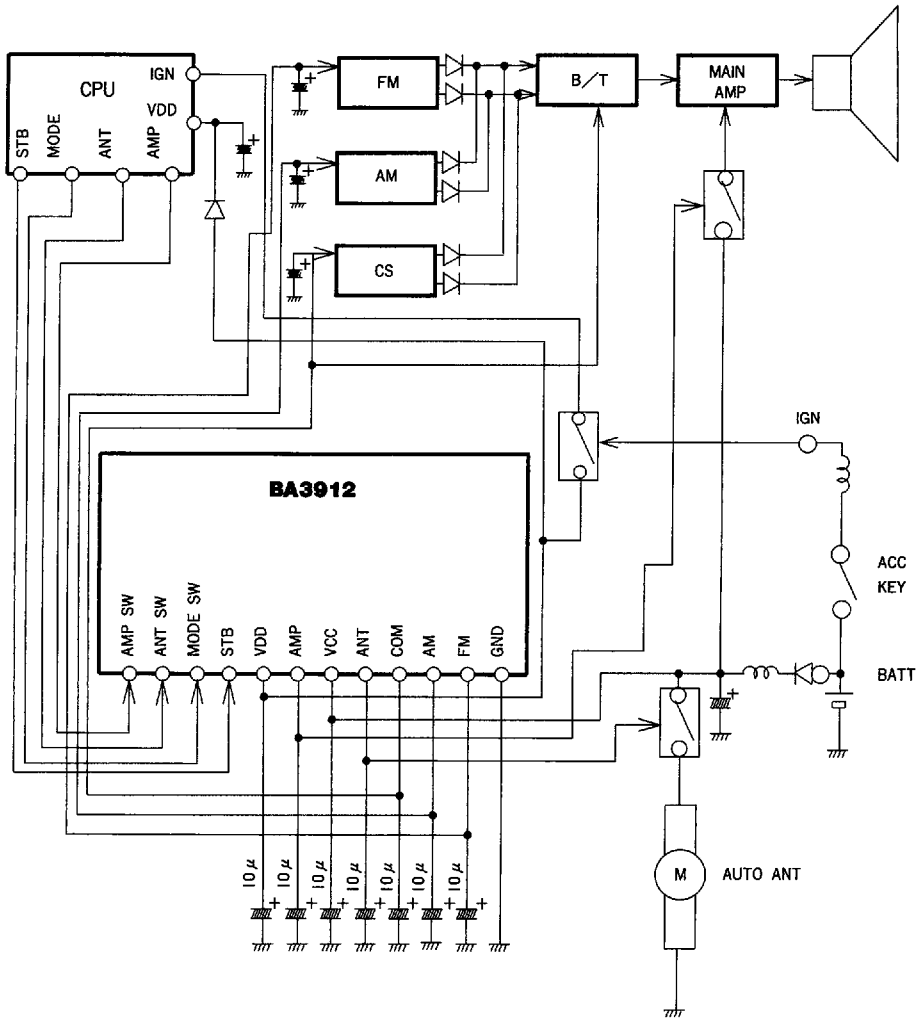 CPU
IGN
VDD
STB
MODE
ANT
AMP
FM
AM
CS
B/T
MAIN
AMP
IGN
ACC
KEY
BATT
BA3912
AMP SW
ANT SW
MODE SW
STB
VDD
AMP
VCC
ANT
COM
AM
FM
GND
+
+
+
+
+
10μ
10μ
10μ
10μ
10μ
10μ
10μ
+
+
+
+
+
+
+
M
AUTO ANT